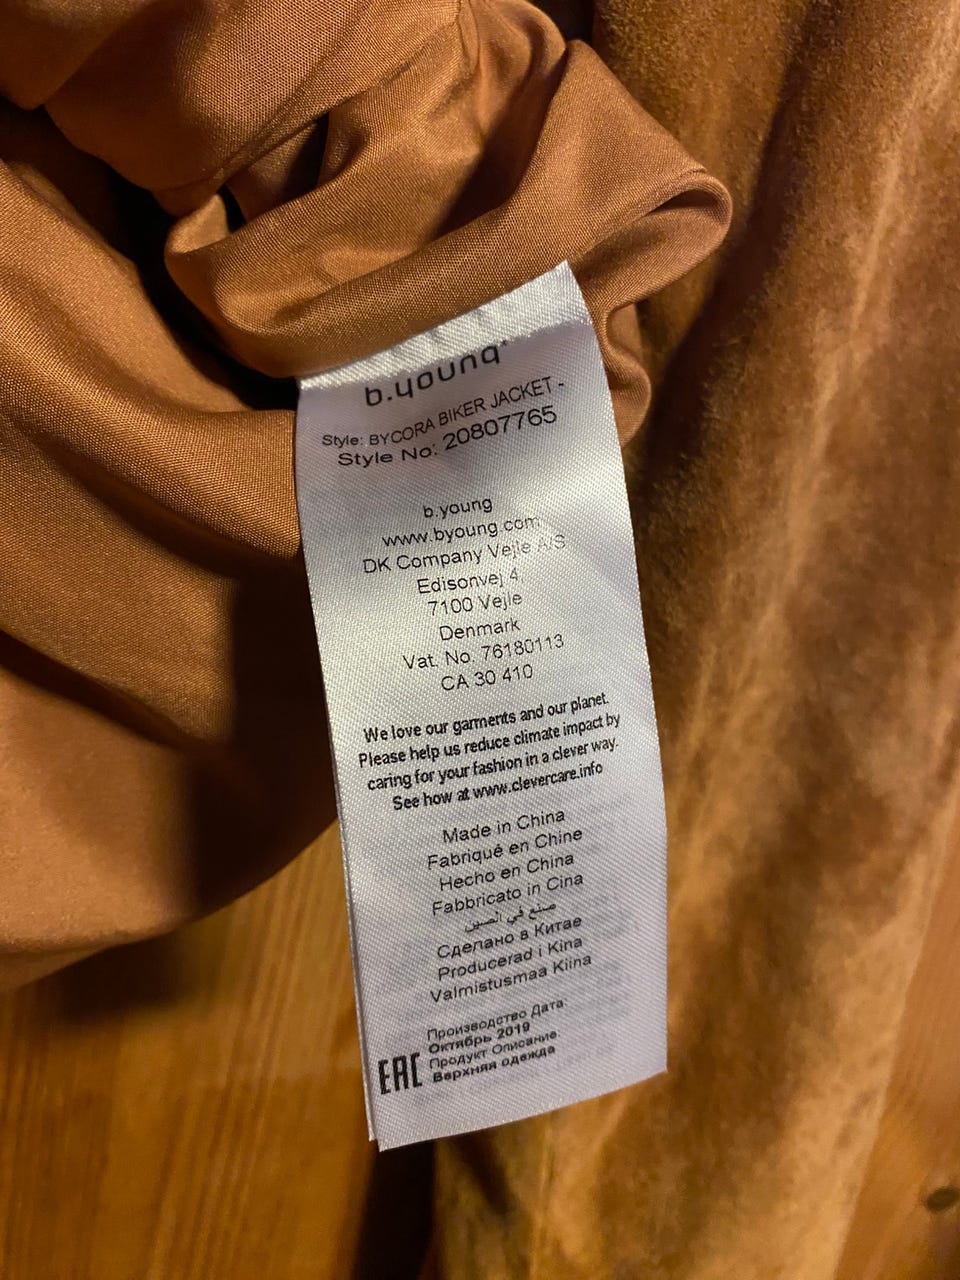 b.young
Style: BYCORA BIKER JACKET -
Style No: 20807765
b.young
www.byoung.com
DK Company Vejle A/S
Edisonvej 4
7100 Vejle
Denmark
Vat. No. 76180113
CA 30 410
We love our garments and our planet.
Please help us reduce climate impact by
caring for your fashion in a clever way.
See how at www.clevercare.info
Made in China
Fabriqué en Chine
Hecho en China
Fabbricato in Cina
صنع في الصين
Сделано в Китае
Producerad i Kina
Valmistusmaa Kiina
Производство Дата:
Октябрь 2019
Продукт Описание:
Верхняя одежда
EAC